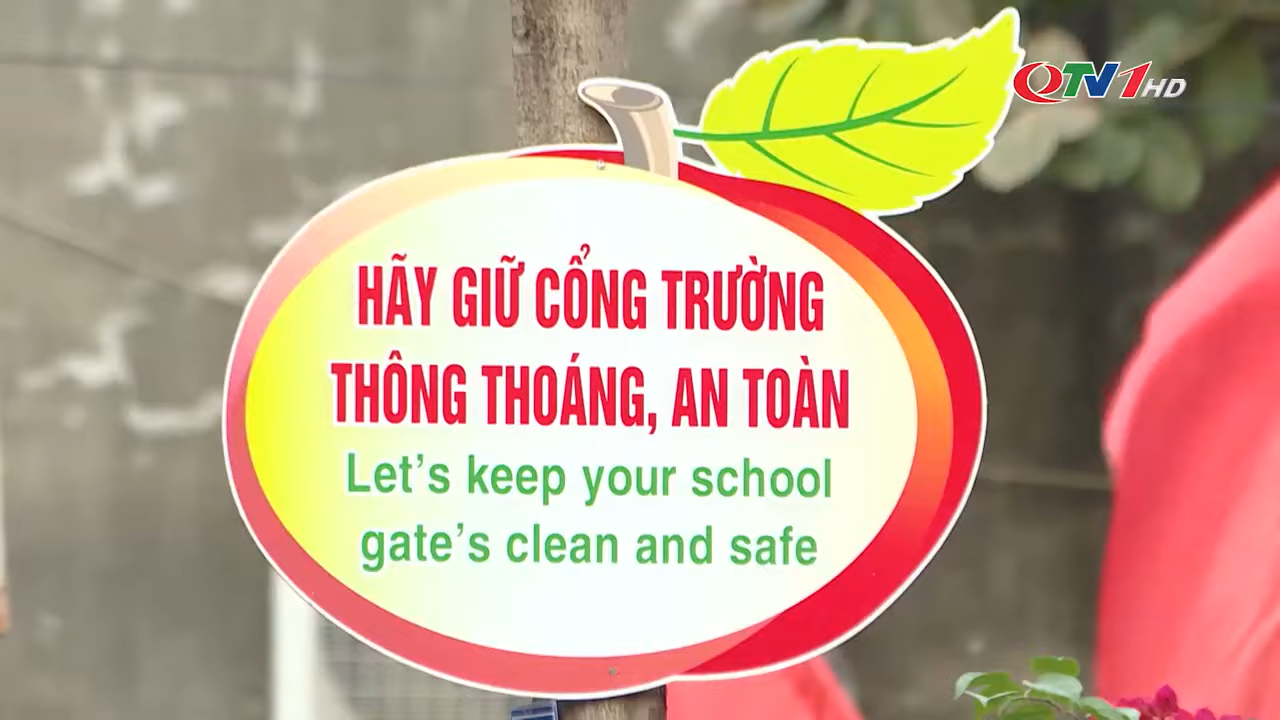 QTV1HD
HÃY GIỮ CỔNG TRƯỜNG
THÔNG THOÁNG, AN TOÀN
Let's keep your school
gate's clean and safe